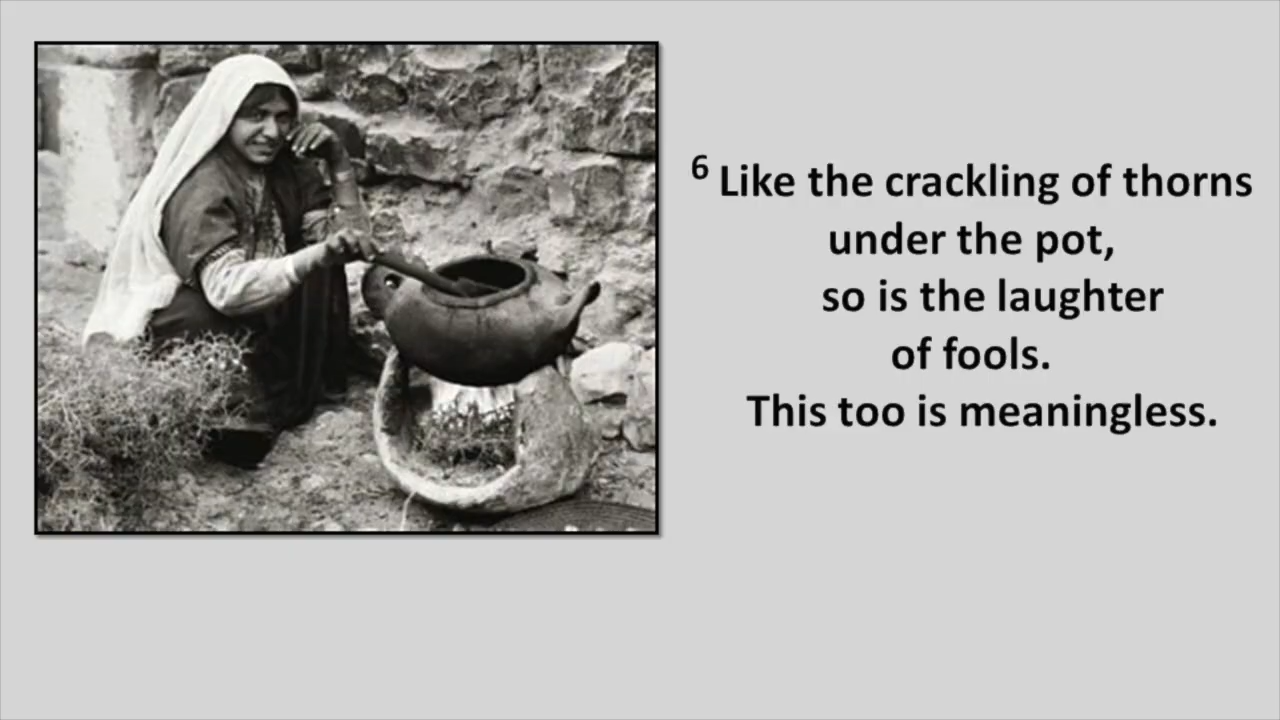 6 Like the crackling of thorns
under the pot,
so is the laughter
of fools.
This too is meaningless.